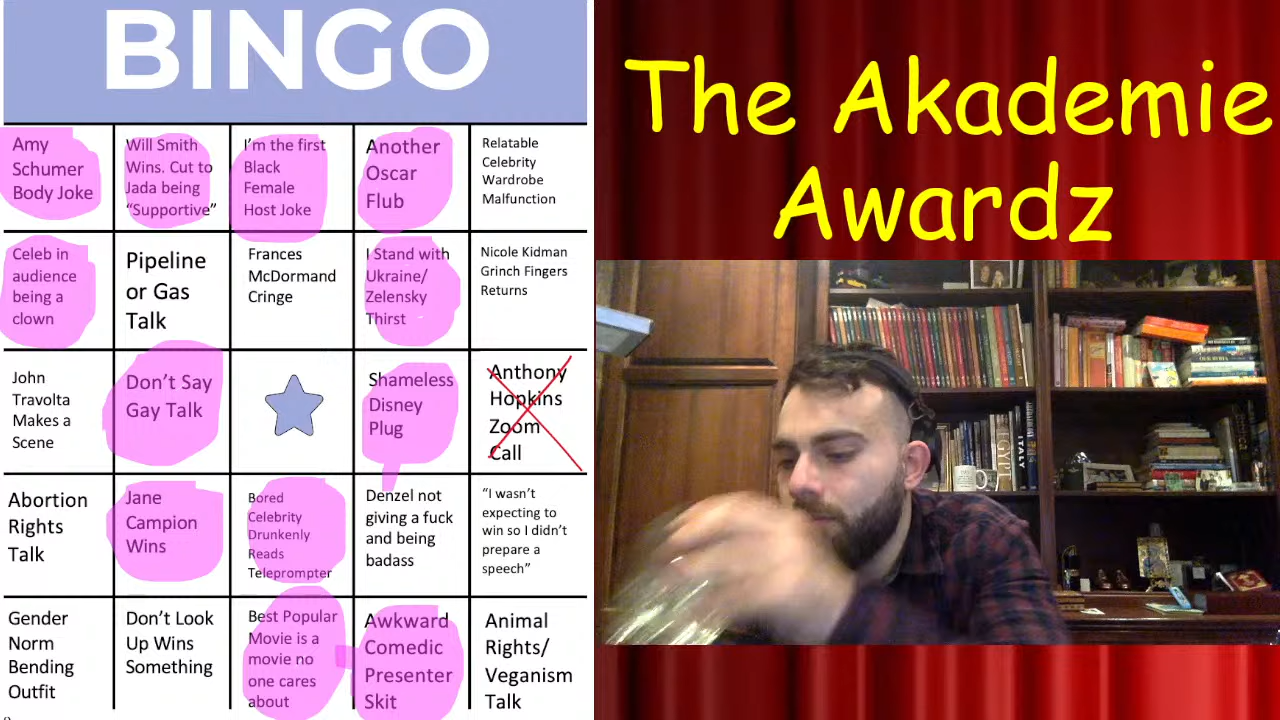 BINGO
Amy
Schumer
Body Joke
Will Smith
Wins. Cut to
Jada being
“Supportive”
I’m the first
Black
Female
Host Joke
Another
Oscar
Flub
Relatable
Celebrity
Wardrobe
Malfunction
Celeb in
audience
being a
clown
Pipeline
or Gas
Talk
Frances
McDormand
Cringe
I Stand with
Ukraine/
Zelensky
Thirst
Nicole Kidman
Grinch Fingers
Returns
John
Travolta
Makes a
Scene
Don’t Say
Gay Talk
Shameless
Disney
Plug
Anthony
Hopkins
Zoom
Call
Abortion
Rights
Talk
Jane
Campion
Wins
Bored
Celebrity
Drunkenly
Reads
Teleprompter
Denzel not
giving a fuck
and being
badass
“I wasn’t
expecting to
win so I didn’t
prepare a
speech”
Gender
Norm
Bending
Outfit
Don’t Look
Up Wins
Something
Best Popular
Movie is a
movie no
one cares
about
Awkward
Comedic
Presenter
Skit
Animal
Rights/
Veganism
Talk
The Akademie
Awardz
EGYPT
ITALY